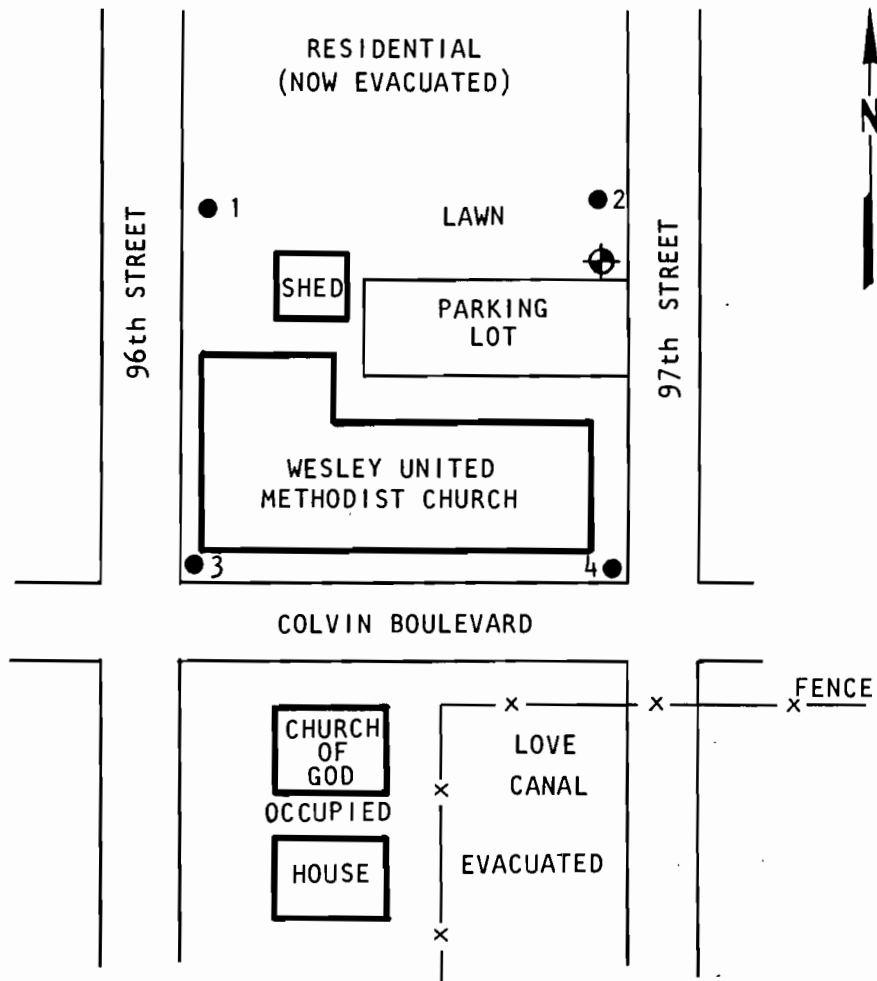 RESIDENTIAL
(NOW EVACUATED)
N
1
2
LAWN
96th STREET
SHED
PARKING
LOT
97th STREET
WESLEY UNITED
METHODIST CHURCH
3
4
COLVIN BOULEVARD
FENCE
CHURCH
OF
GOD
LOVE
CANAL
OCCUPIED
HOUSE
EVACUATED